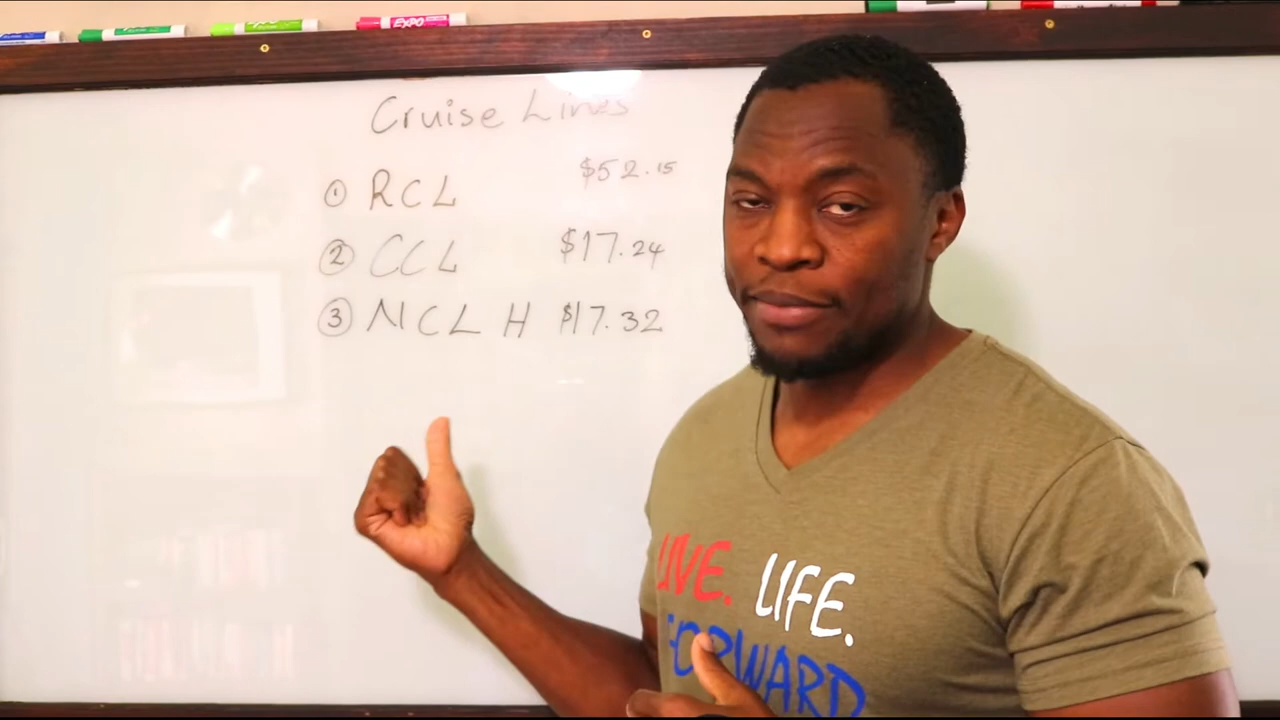 EXPO
Cruise Lines
① RCL $52.15
② CCL $17.24
③ NCLH $17.32
LIVE. LIFE.
FORWARD